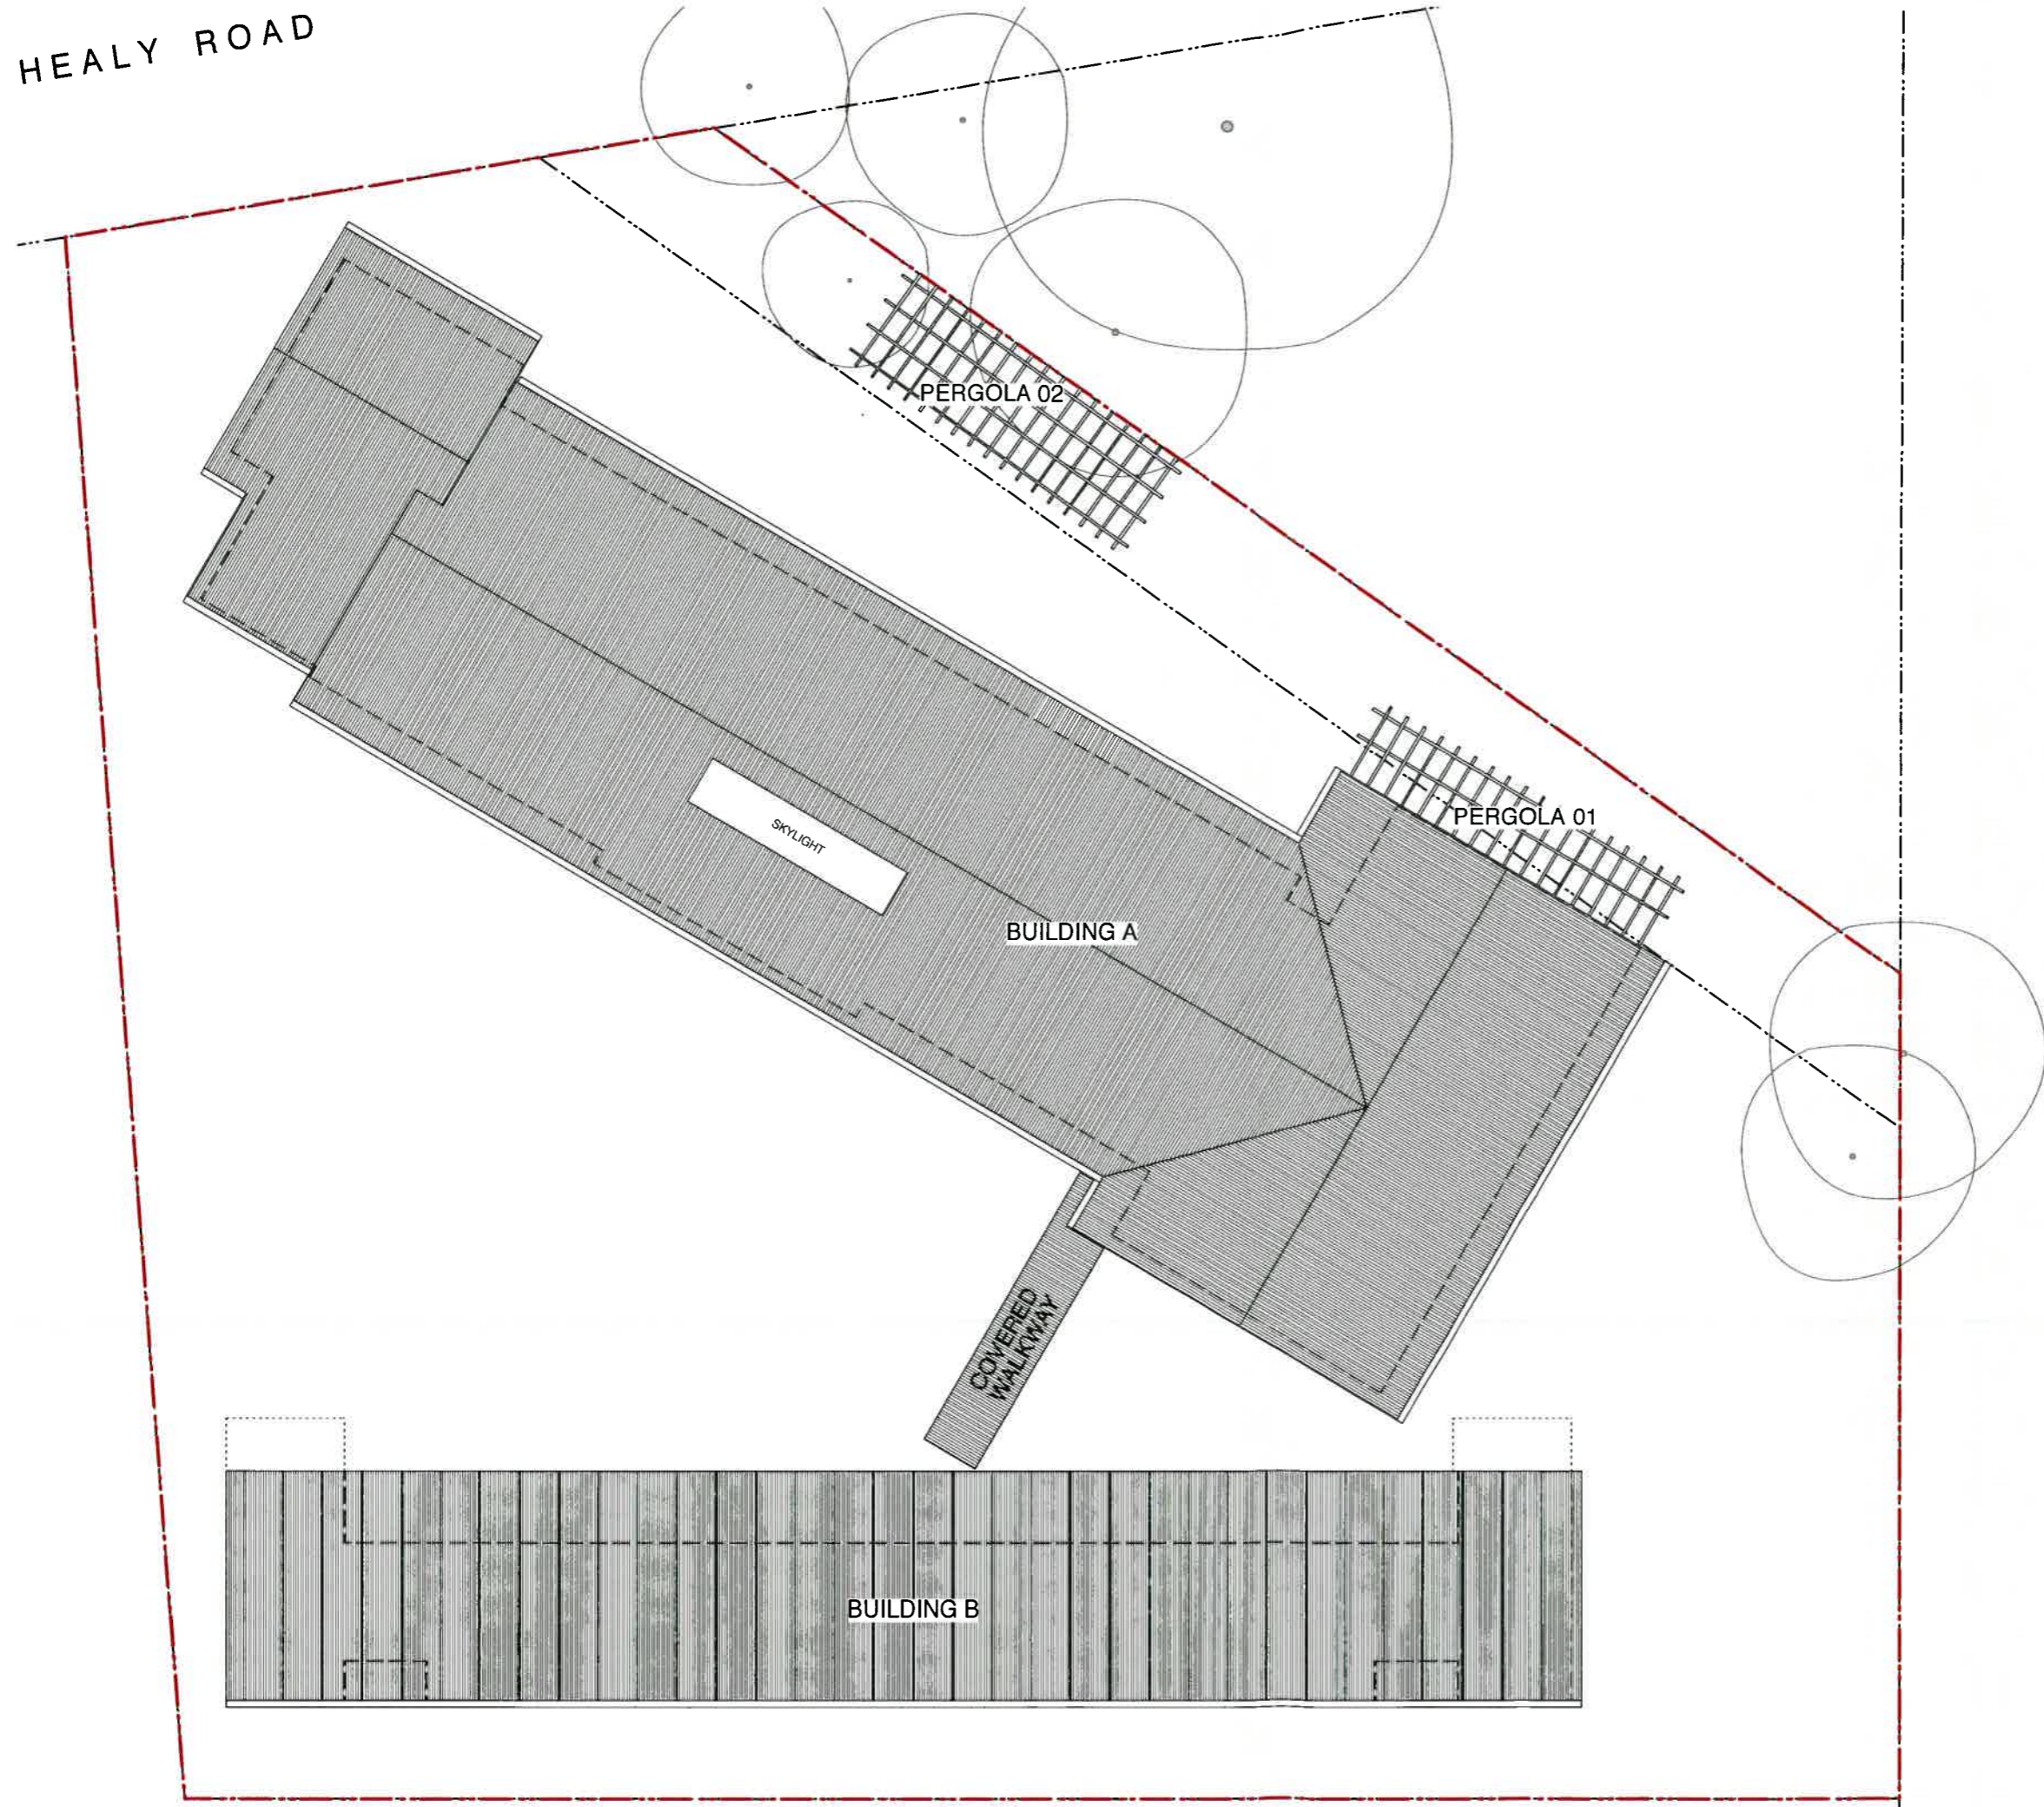 HEALY ROAD
PERGOLA 02
PERGOLA 01
SKYLIGHT
BUILDING A
COVERED
WALKWAY
BUILDING B